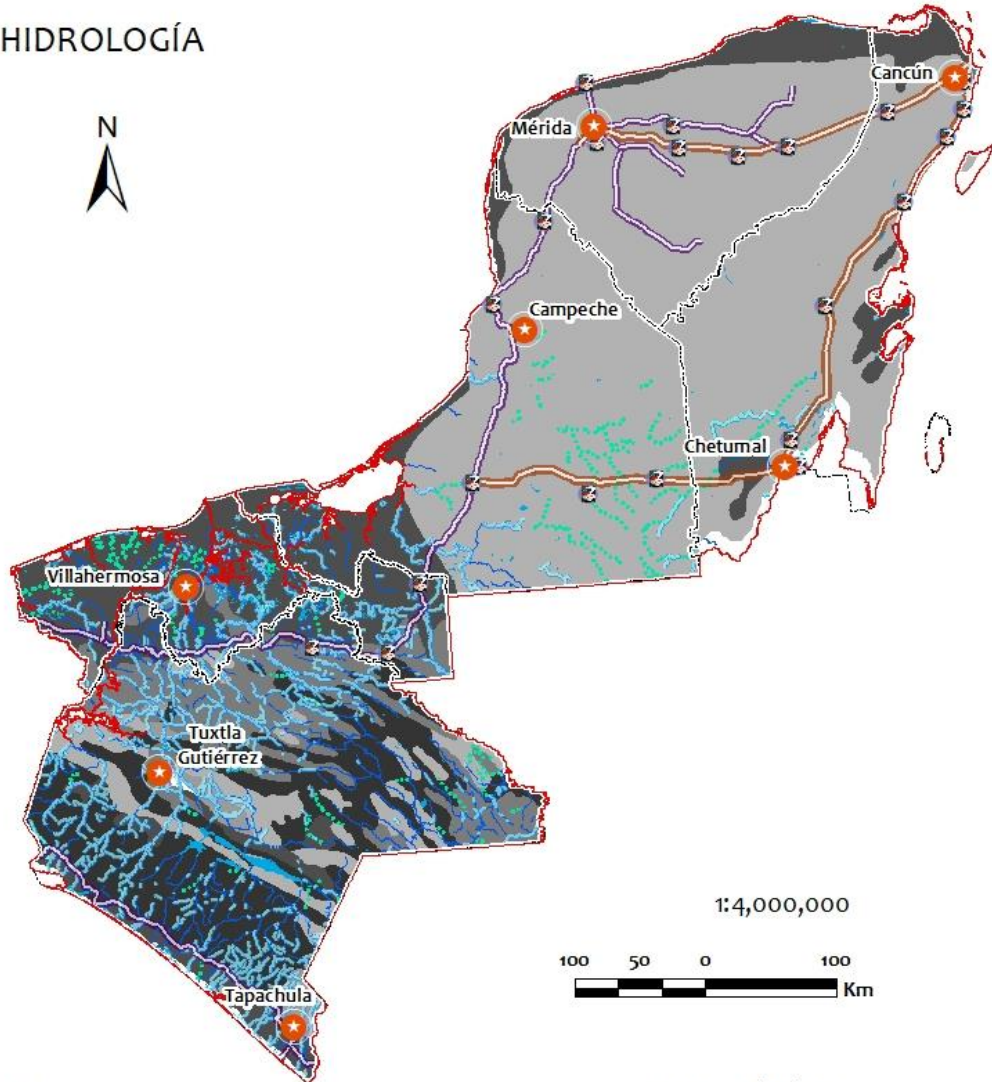 HIDROLOGÍA
N
Cancún
Mérida
Campeche
Chetumal
Villahermosa
Tuxtla
Gutiérrez
1:4,000,000
100 50 0 100
Km
Tapachula